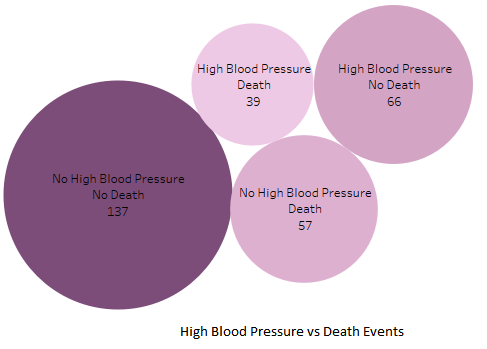 High Blood Pressure
Death
39
High Blood Pressure
No Death
66
No High Blood Pressure
No Death
137
No High Blood Pressure
Death
57
High Blood Pressure vs Death Events